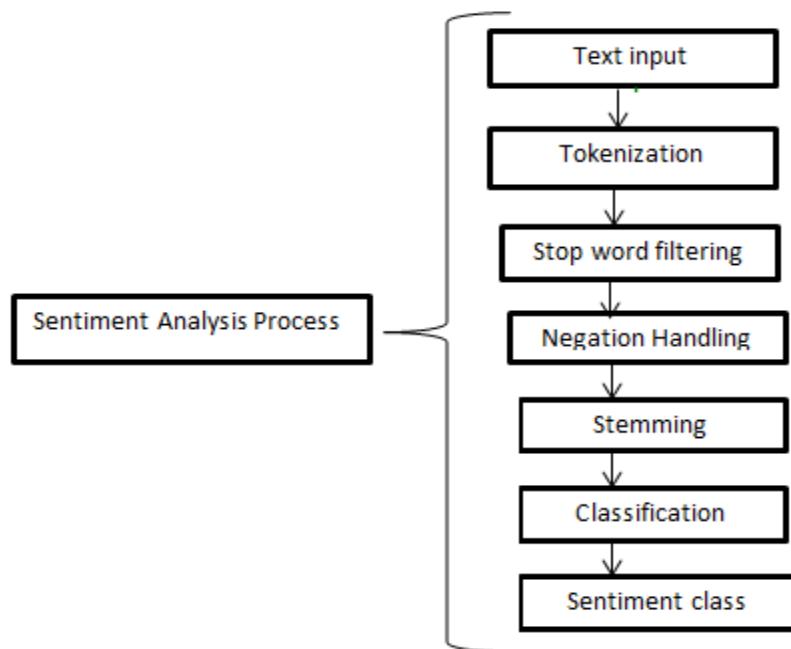 Text input
Tokenization
Stop word filtering
Sentiment Analysis Process
Negation Handling
Stemming
Classification
Sentiment class